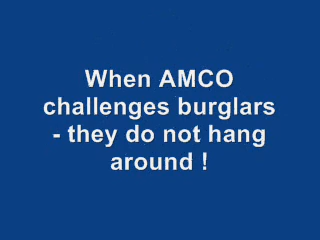 When AMCO
challenges burglars
- they do not hang
around !